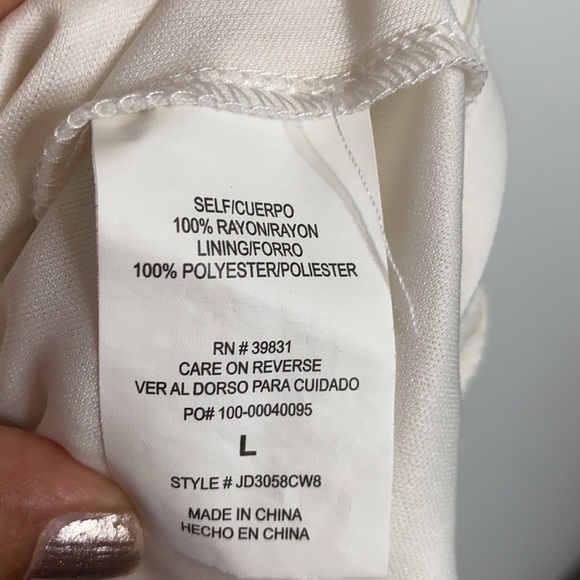 SELF/CUERPO
100% RAYON/RAYON
LINING/FORRO
100% POLYESTER/POLIESTER
RN # 39831
CARE ON REVERSE
VER AL DORSO PARA CUIDADO
PO# 100-00040095
L
STYLE # JD3058CW8
MADE IN CHINA
HECHO EN CHINA